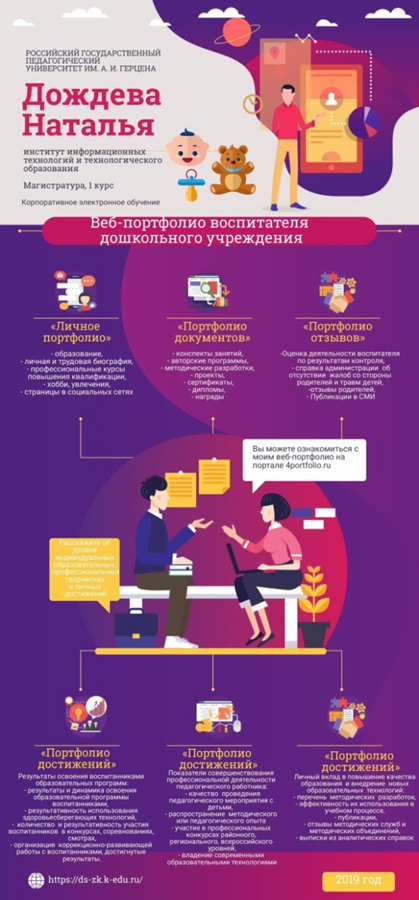 РОССИЙСКИЙ ГОСУДАРСТВЕННЫЙ
ПЕДАГОГИЧЕСКИЙ
УНИВЕРСИТЕТ ИМ. А. И. ГЕРЦЕНА
Дождева
Наталья
институт информационных
технологий и технологического
образования
Магистратура, 1 курс
Корпоративное электронное обучение
Веб-портфолио воспитателя
дошкольного учреждения
«Личное
портфолио»
- образование,
- личная и трудовая биография,
- профессиональные курсы
повышения квалификации,
- хобби, увлечения,
- страницы в социальных сетях
«Портфолио
документов»
- конспекты занятий,
- авторские программы,
- методические разработки,
- проекты,
- сертификаты,
- дипломы,
- награды
«Портфолио
отзывов»
-Оценка деятельности воспитателя
по результатам контроля,
- справка администрации об
отсутствии жалоб со стороны
родителей и травм детей,
-отзывы родителей,
- Публикации в СМИ
Вы можете ознакомиться с
моим веб-портфолио на
портале 4portfolio.ru
Расскажите об
уровне
индивидуальных
образовательных,
профессиональных
творческих
и личных
достижений
«Портфолио
достижений»
Результаты освоения воспитанниками
образовательных программ:
- результаты и динамика освоения
образовательной программы
воспитанниками,
- результативность использования
здоровьесберегающих технологий,
- количество и результативность участия
воспитанников в конкурсах, соревнованиях,
смотрах,
- организация коррекционно-развивающей
работы с воспитанниками, достигнутые
результаты.
«Портфолио
достижений»
Показатели совершенствования
профессиональной деятельности
педагогического работника:
- качество проведения
педагогического мероприятия с
детьми,
- распространение методического
или педагогического опыта
- участие в профессиональных
конкурсах районного,
регионального, всероссийского
уровней,
- владение современными
образовательными технологиями
«Портфолио
достижений»
Личный вклад в повышение качества
образования и внедрение новых
образовательных технологий:
- перечень методических разработок,
- эффективность их использования в
учебном процессе,
- публикации,
- отзывы методических служб и
методических объединений,
- выписки из аналитических справок
https://ds-zk.k-edu.ru/
2019 год